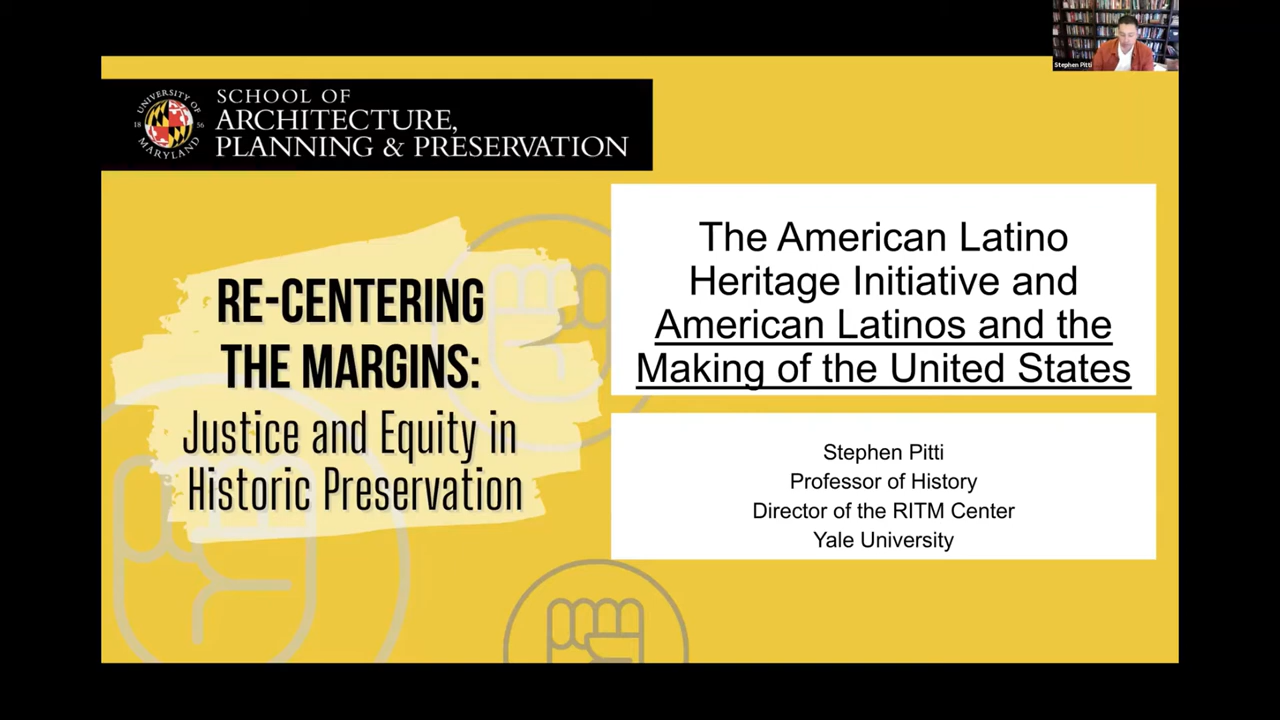 Stephen Pitti
UNIVERSITY OF
18 56
MARYLAND
SCHOOL OF
ARCHITECTURE,
PLANNING & PRESERVATION
RE-CENTERING
THE MARGINS:
Justice and Equity in
Historic Preservation
The American Latino
Heritage Initiative and
American Latinos and the
Making of the United States
Stephen Pitti
Professor of History
Director of the RITM Center
Yale University